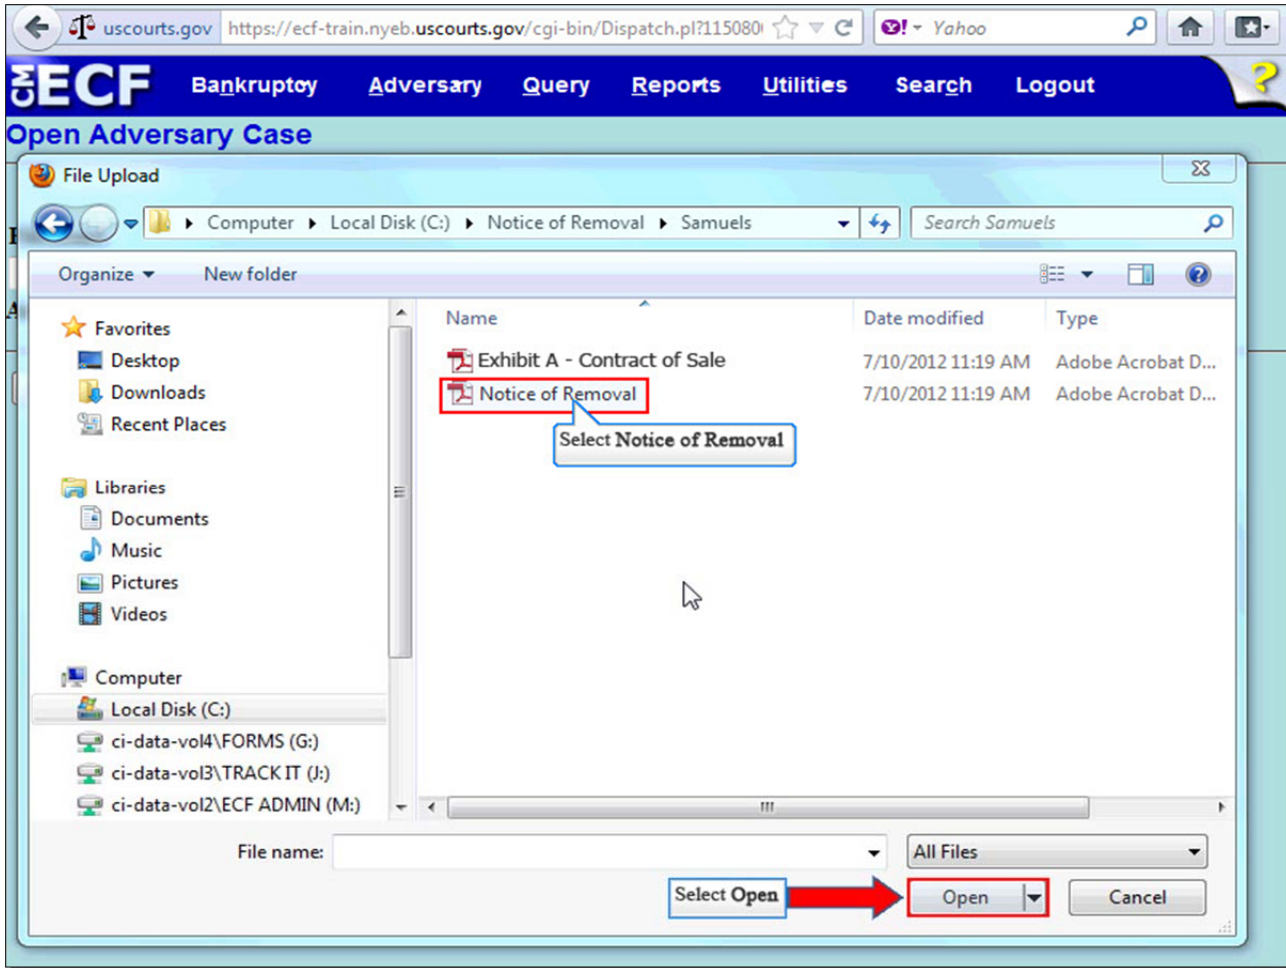 uscourts.gov https://ecf-train.nyeb.uscourts.gov/cgi-bin/Dispatch.pl?115080 Yahoo
CM ECF Bankruptcy Adversary Query Reports Utilities Search Logout ?
Open Adversary Case
File Upload
Computer Local Disk (C:) Notice of Removal Samuels Search Samuels
Organize New folder
Name Date modified Type
Favorites
Desktop
Downloads
Recent Places
Libraries
Documents
Music
Pictures
Videos
Computer
Local Disk (C:)
ci-data-vol4\FORMS (G:)
ci-data-vol3\TRACK IT (J:)
ci-data-vol2\ECF ADMIN (M:)
Exhibit A - Contract of Sale 7/10/2012 11:19 AM Adobe Acrobat D...
Notice of Removal 7/10/2012 11:19 AM Adobe Acrobat D...
Select Notice of Removal
File name: All Files
Select Open Open Cancel